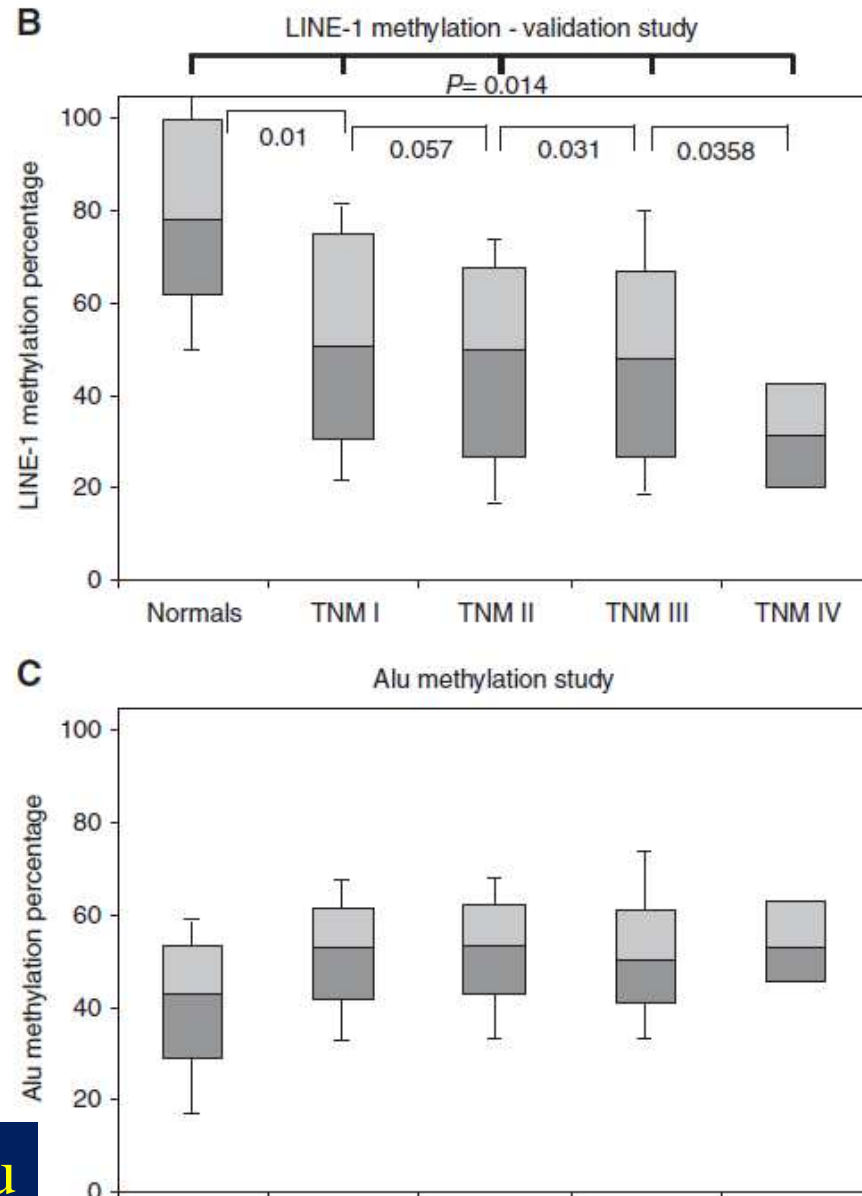 B
LINE-1 methylation - validation study
P= 0.014
0.01
0.057
0.031
0.0358
100
80
60
40
20
0
LINE-1 methylation percentage
Normals TNM I TNM II TNM III TNM IV
C
Alu methylation study
100
80
60
40
20
0
Alu methylation percentage